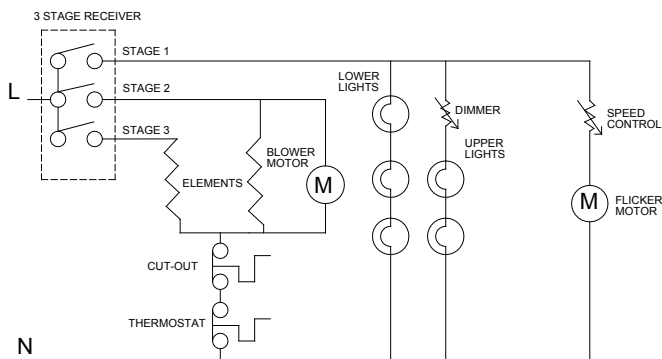 3 STAGE RECEIVER
STAGE 1
L
STAGE 2
STAGE 3
ELEMENTS
BLOWER
MOTOR
M
LOWER
LIGHTS
DIMMER
UPPER
LIGHTS
SPEED
CONTROL
M
FLICKER
MOTOR
CUT-OUT
THERMOSTAT
N